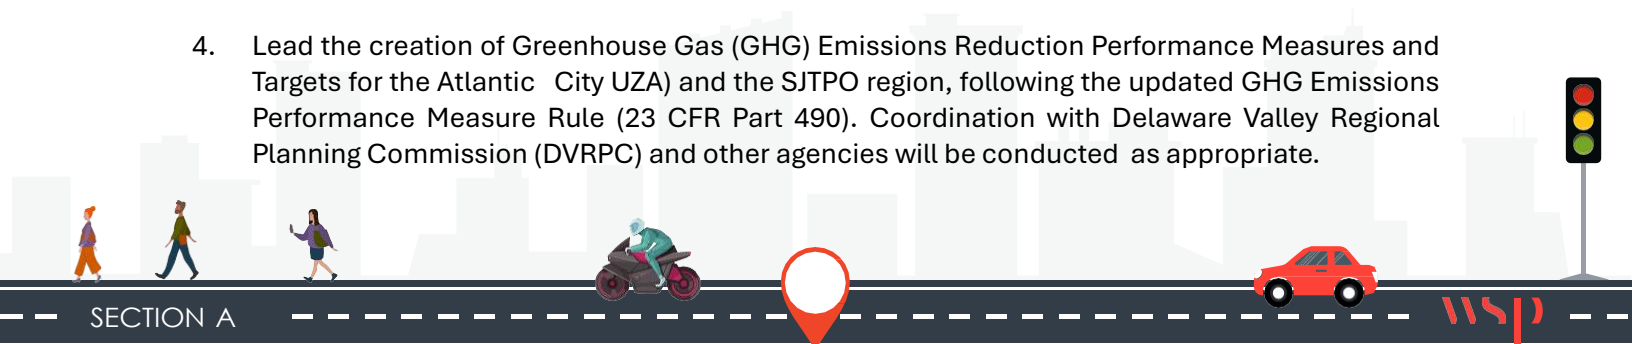 4. Lead the creation of Greenhouse Gas (GHG) Emissions Reduction Performance Measures and
Targets for the Atlantic City UZA) and the SJTPO region, following the updated GHG Emissions
Performance Measure Rule (23 CFR Part 490). Coordination with Delaware Valley Regional
Planning Commission (DVRPC) and other agencies will be conducted as appropriate.
SECTION A
wsp